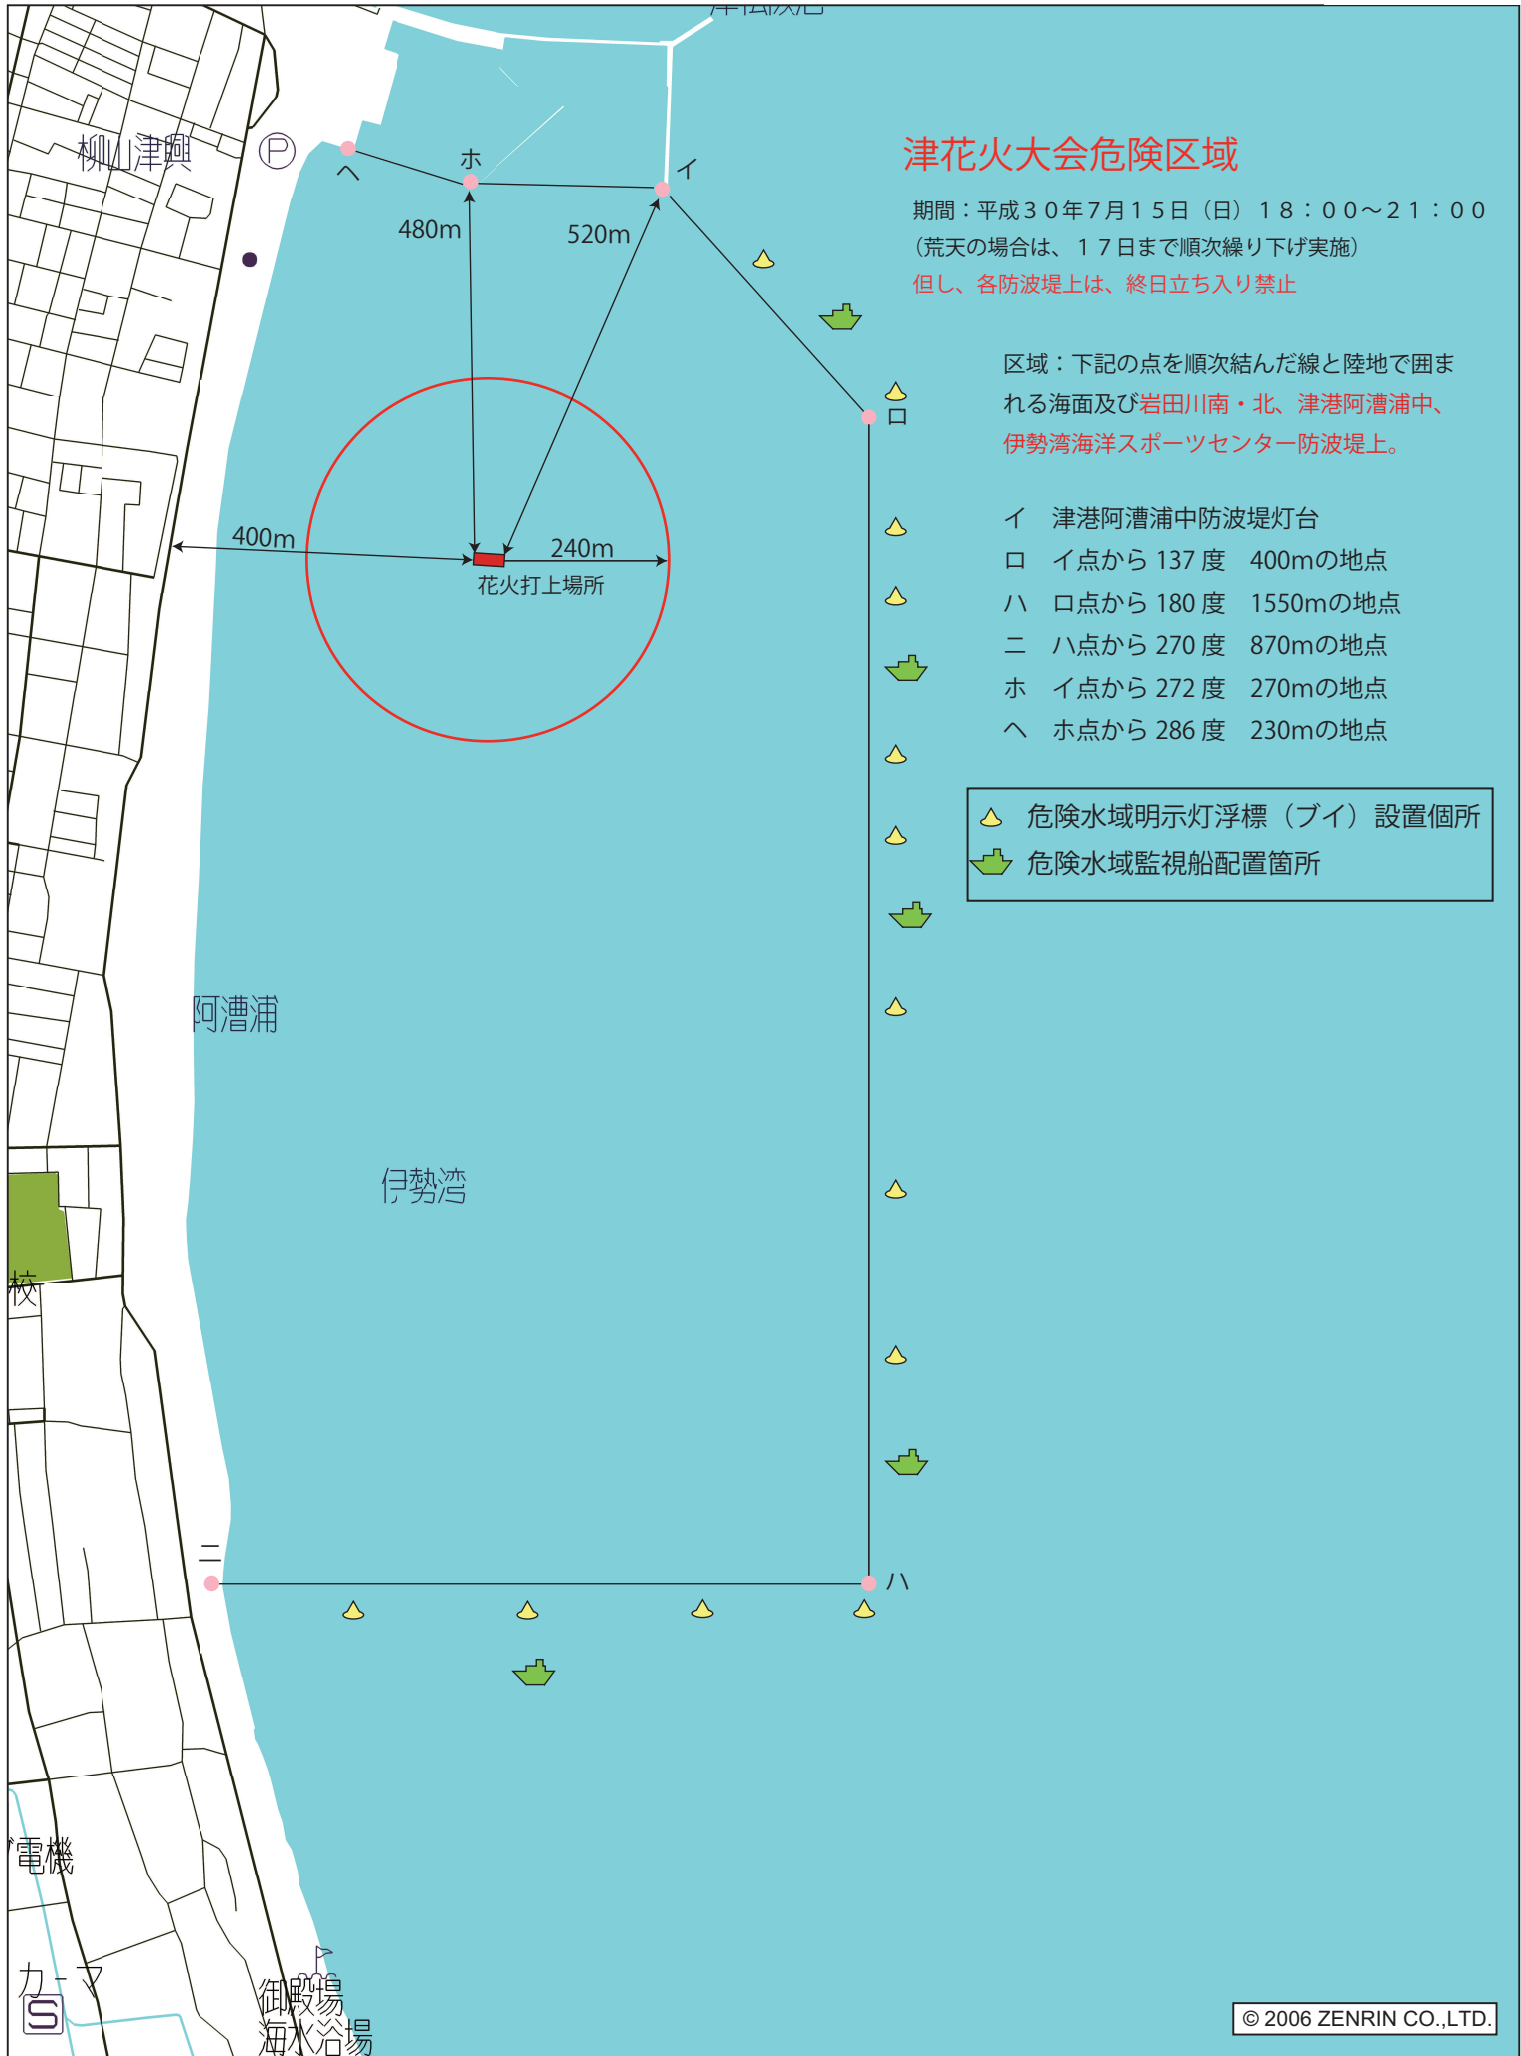 津松阪港
柳山津興
P
ヘ
ホ
イ
津花火大会危険区域
期間：平成３０年７月１５日（日）１８：００～２１：００
（荒天の場合は、１７日まで順次繰り下げ実施）
但し、各防波堤上は、終日立ち入り禁止
480m
520m
区域：下記の点を順次結んだ線と陸地で囲ま
れる海面及び岩田川南・北、津港阿漕浦中、
伊勢湾海洋スポーツセンター防波堤上。
ロ
400m
240m
花火打上場所
イ　津港阿漕浦中防波堤灯台
ロ　イ点から 137 度　400mの地点
ハ　ロ点から 180 度　1550mの地点
ニ　ハ点から 270 度　870mの地点
ホ　イ点から 272 度　270mの地点
ヘ　ホ点から 286 度　230mの地点
危険水域明示灯浮標（ブイ）設置個所
危険水域監視船配置箇所
阿漕浦
伊勢湾
校
ニ
ハ
電機
カーマ
S
御殿場
海水浴場
© 2006 ZENRIN CO.,LTD.